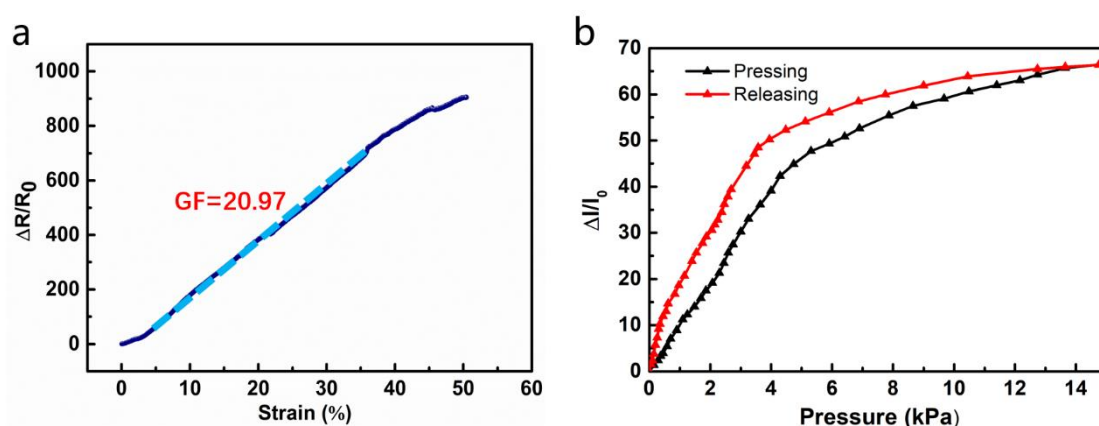 a
ΔR/R0
1000
800
600
400
200
0
GF=20.97
0 10 20 30 40 50 60
Strain (%)
b
ΔI/I0
70
60
50
40
30
20
10
0
Pressing
Releasing
0 2 4 6 8 10 12 14
Pressure (kPa)